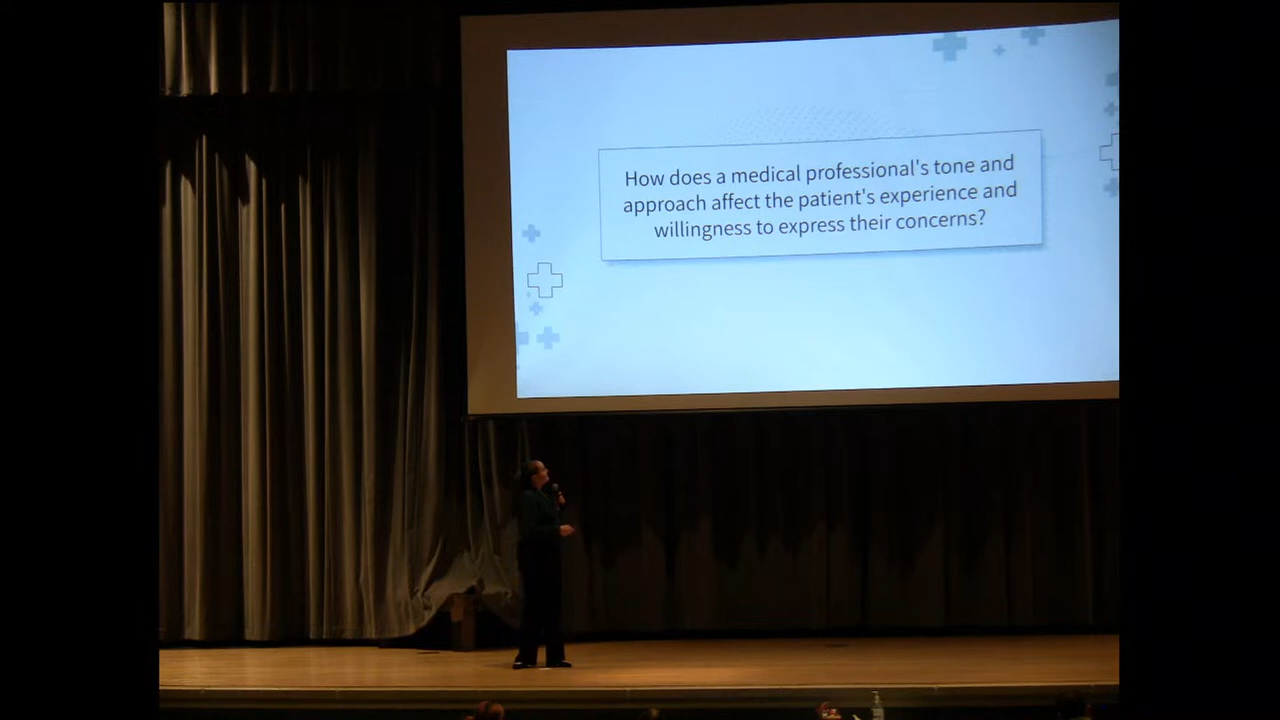 How does a medical professional's tone and
approach affect the patient's experience and
willingness to express their concerns?